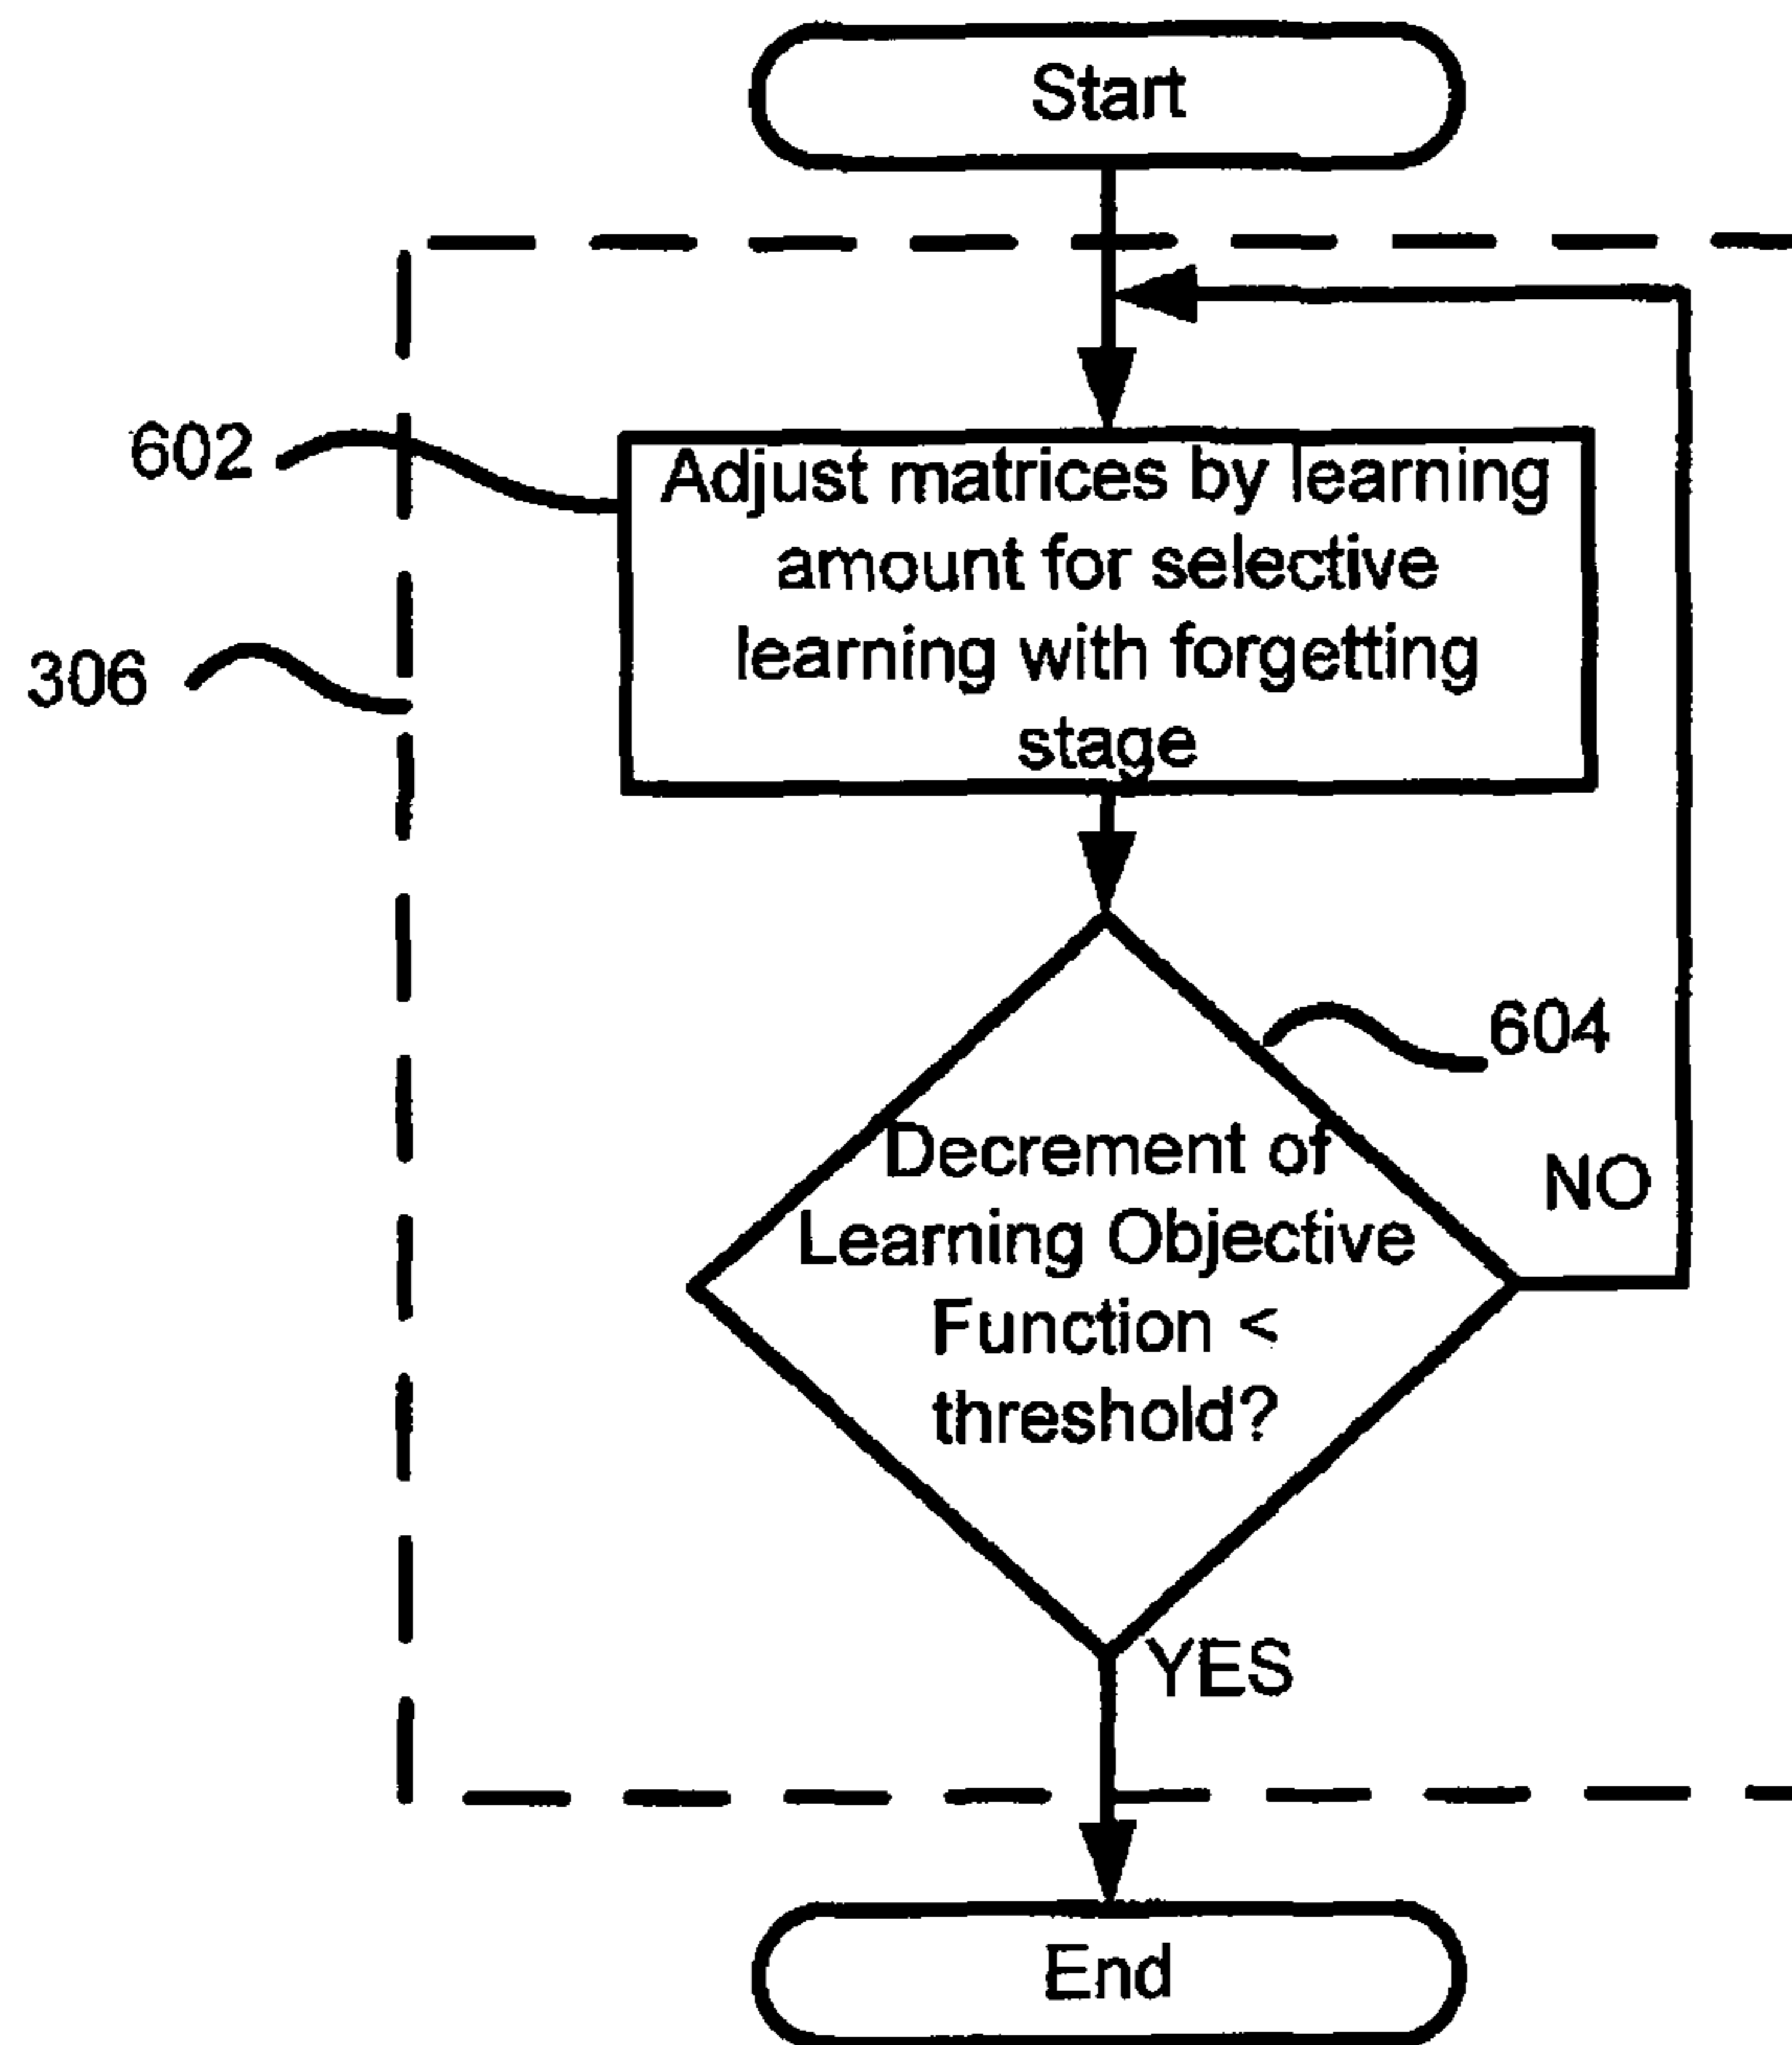 Start
602
Adjust matrices by learning
amount for selective
learning with forgetting
stage
306
604
Decrement of
Learning Objective
Function <
threshold?
NO
YES
End